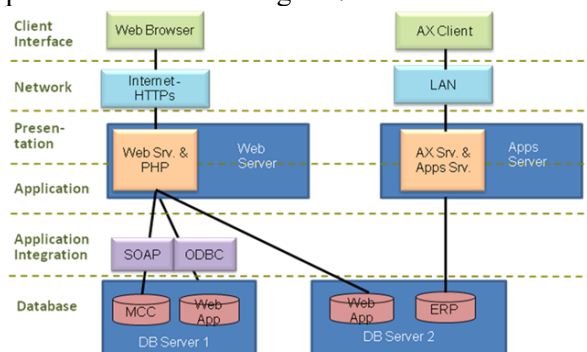 Client
Interface
Web Browser
AX Client
Network
Internet-
HTTPs
LAN
Presen-
tation
Web Srv. &
PHP
Web
Server
AX Srv. &
Apps Srv.
Apps
Server
Application
Application
Integration
SOAP
ODBC
Database
MCC
Web
App
Web
App
ERP
DB Server 1
DB Server 2